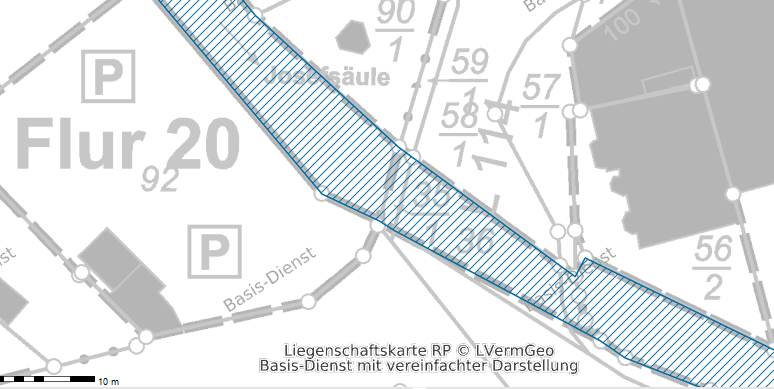 90
1
100
P
Josefsäule
59
1
57
1
58
1
114
Flur 20
92
35
1
36
P
Basis-Dienst
Basis-Dienst
56
2
Liegenschaftskarte RP © LVermGeo
Basis-Dienst mit vereinfachter Darstellung
10 m